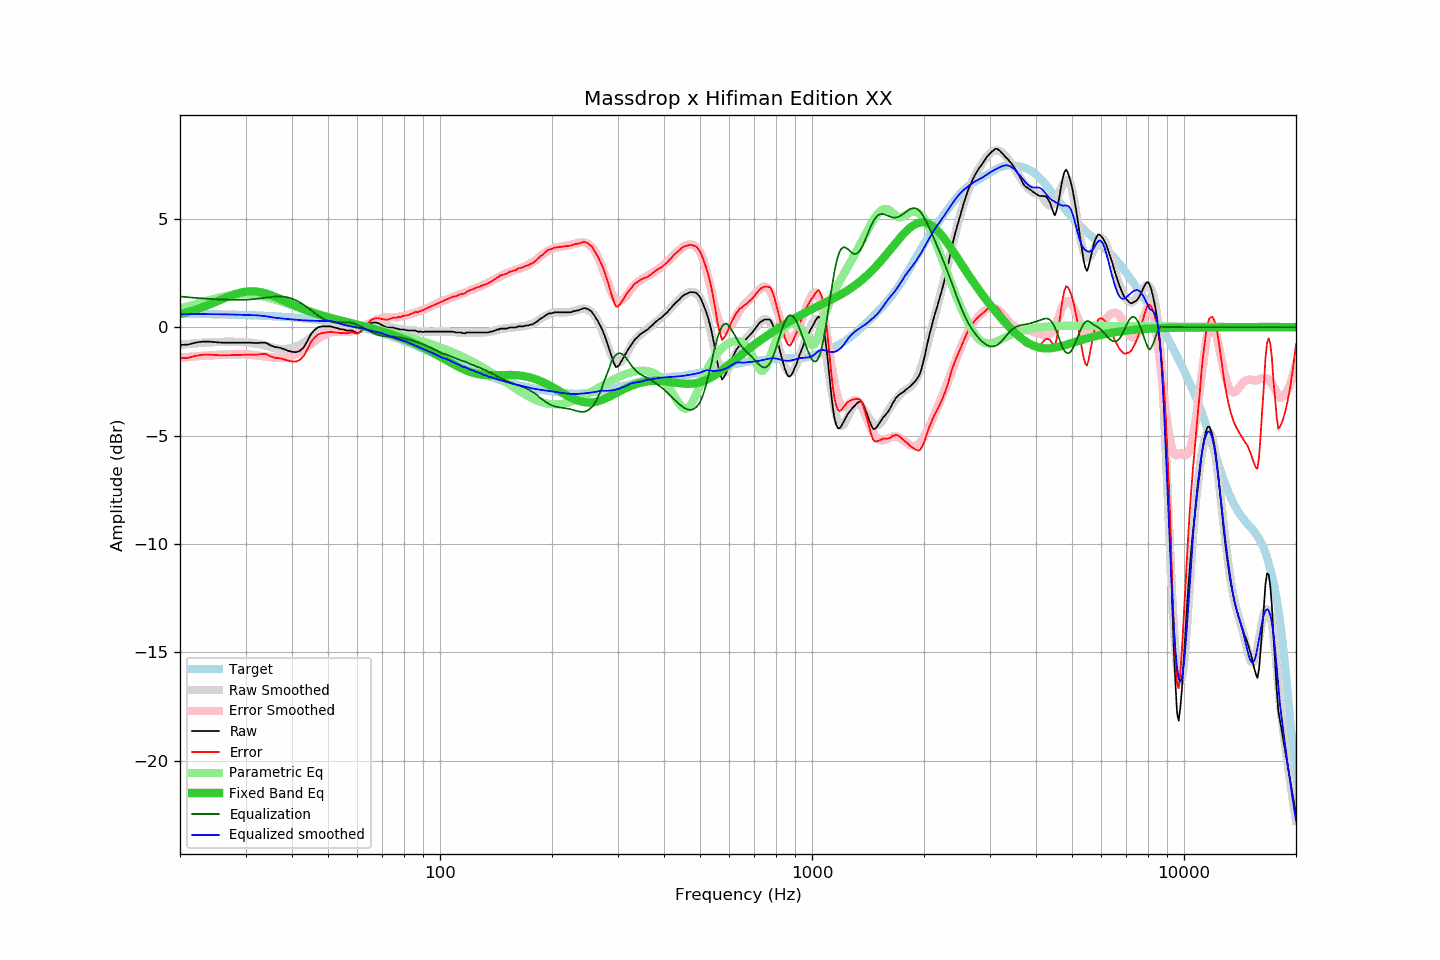 Massdrop x Hifiman Edition XX
Amplitude (dBr)
5
0
−5
−10
−15
−20
Target
Raw Smoothed
Error Smoothed
Raw
Error
Parametric Eq
Fixed Band Eq
Equalization
Equalized smoothed
100
1000
10000
Frequency (Hz)